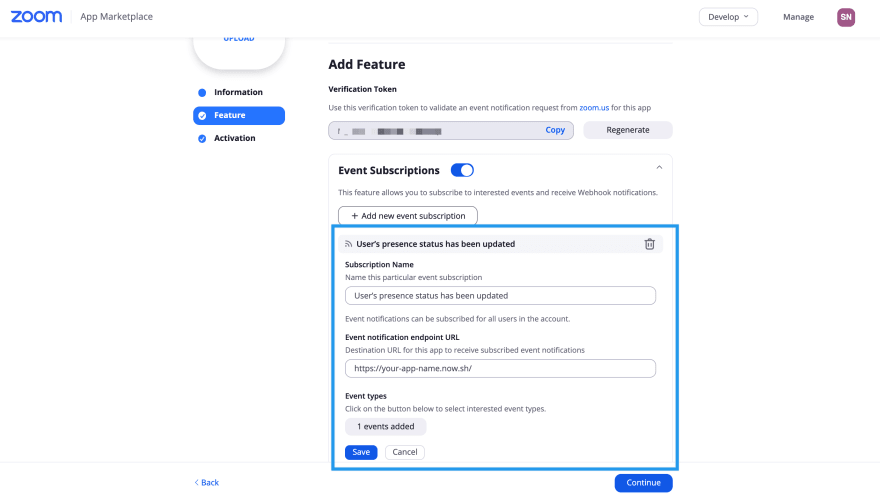 zoom App Marketplace Develop Manage SN
UPLOAD
Information
Feature
Activation
Add Feature
Verification Token
Use this verification token to validate an event notification request from zoom.us for this app
Copy Regenerate
Event Subscriptions
This feature allows you to subscribe to interested events and receive Webhook notifications.
+ Add new event subscription
User's presence status has been updated
Subscription Name
Name this particular event subscription
User's presence status has been updated
Event notifications can be subscribed for all users in the account.
Event notification endpoint URL
Destination URL for this app to receive subscribed event notifications
https://your-app-name.now.sh/
Event types
Click on the button below to select interested event types.
1 events added
Save Cancel
< Back Continue